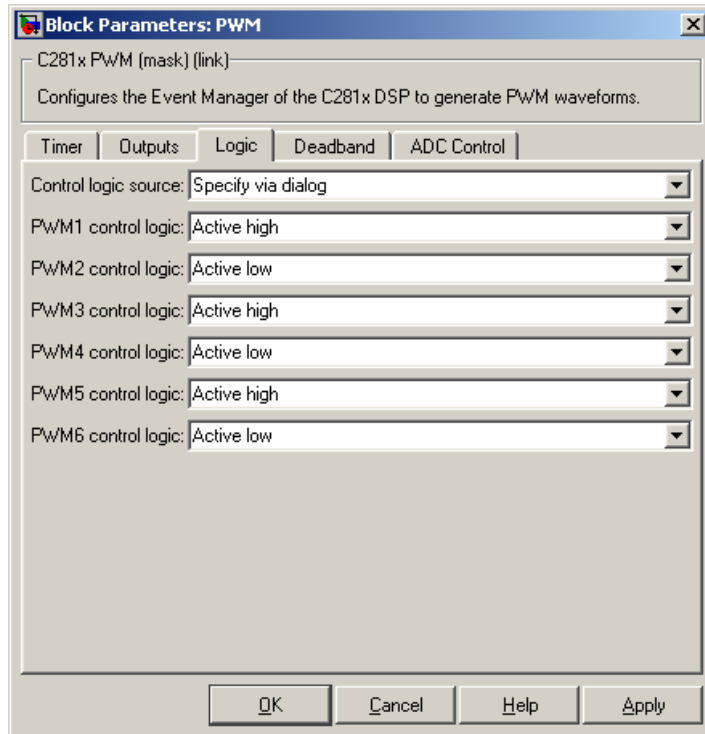 Block Parameters: PWM
C281x PWM (mask) (link)
Configures the Event Manager of the C281x DSP to generate PWM waveforms.
Timer Outputs Logic Deadband ADC Control
Control logic source: Specify via dialog
PWM1 control logic: Active high
PWM2 control logic: Active low
PWM3 control logic: Active high
PWM4 control logic: Active low
PWM5 control logic: Active high
PWM6 control logic: Active low
OK Cancel Help Apply